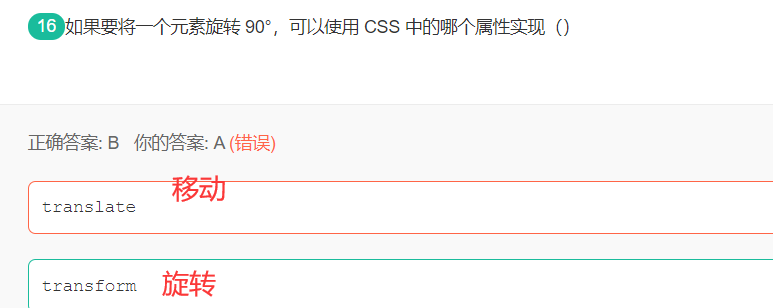 16 如果要将一个元素旋转 90°，可以使用 CSS 中的哪个属性实现（）
正确答案: B 你的答案: A (错误)
移动
translate
transform 旋转